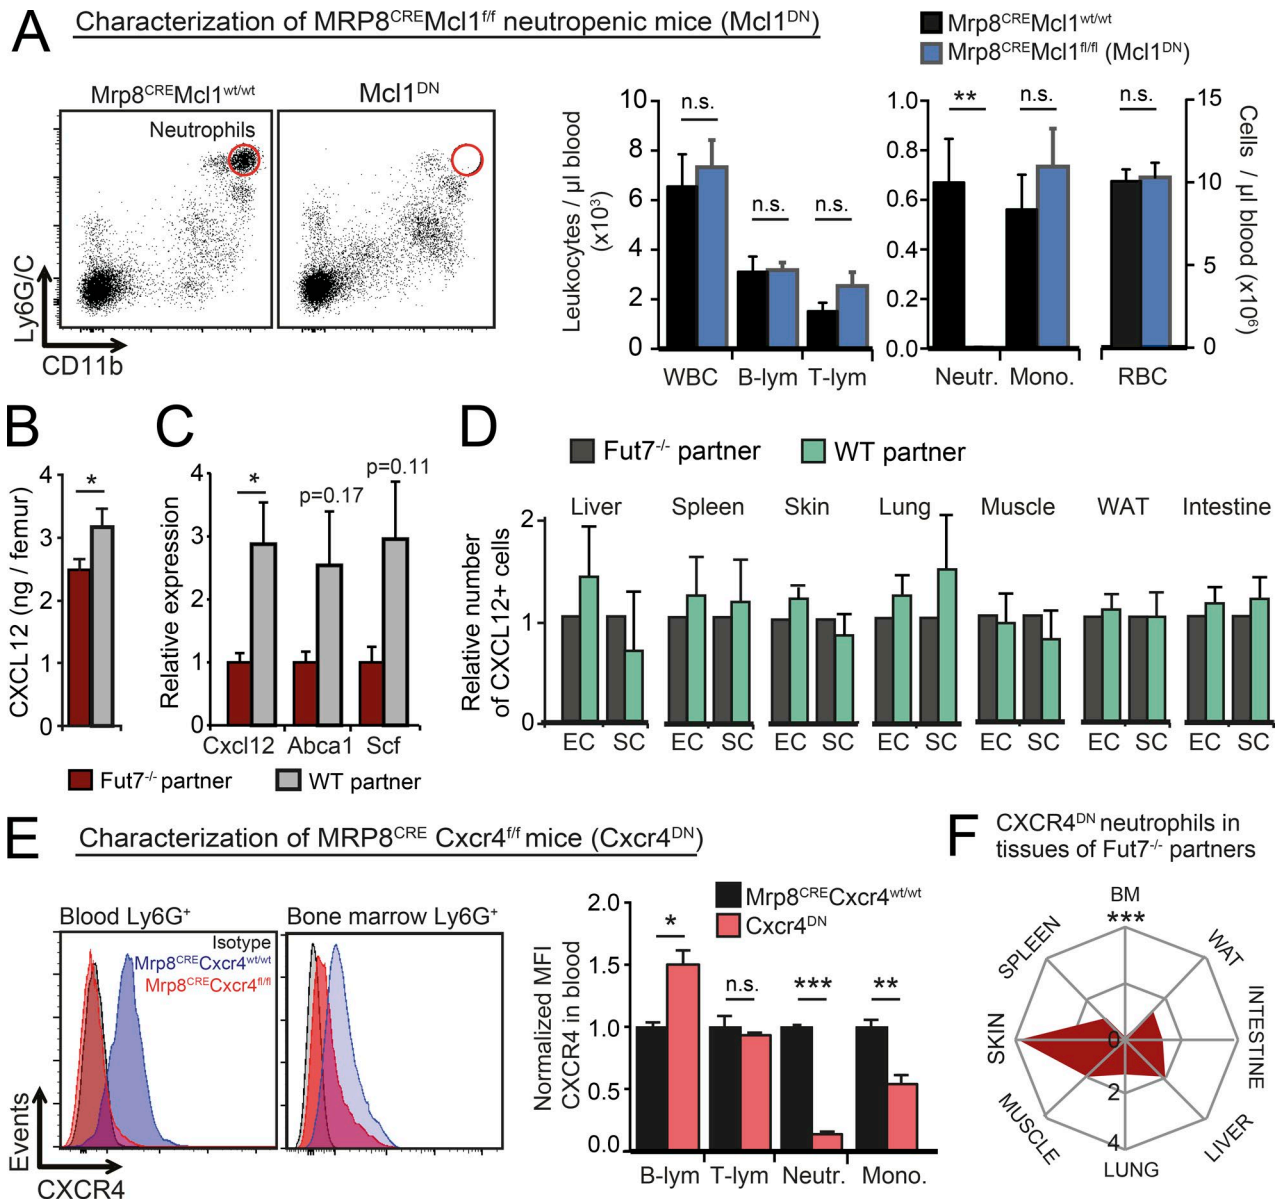 A
Characterization of MRP8CREMcl1f/f neutropenic mice (Mcl1DN)
Mrp8CREMcl1wt/wt
Mrp8CREMcl1fl/fl (Mcl1DN)
Mrp8CREMcl1wt/wt
Mcl1DN
Neutrophils
Ly6G/C
CD11b
Leukocytes / µl blood
(x10³)
10
8
6
4
2
0
n.s.
n.s.
n.s.
WBC
B-lym
T-lym
1.0
0.8
0.6
0.4
0.2
0.0
**
n.s.
n.s.
Neutr.
Mono.
RBC
15
10
5
0
Cells / µl blood (x10⁶)
B
CXCL12 (ng / femur)
4
3
2
1
0
*
C
Relative expression
4
3
2
1
0
*
p=0.17
p=0.11
Cxcl12
Abca1
Scf
Fut7-/- partner
WT partner
D
Fut7-/- partner
WT partner
Relative number
of CXCL12+ cells
2
1
0
Liver
Spleen
Skin
Lung
Muscle
WAT
Intestine
EC SC
EC SC
EC SC
EC SC
EC SC
EC SC
EC SC
E
Characterization of MRP8CRE Cxcr4f/f mice (Cxcr4DN)
Blood Ly6G+
Isotype
Mrp8CRECxcr4wt/wt
Mrp8CRECxcr4fl/fl
Bone marrow Ly6G+
Events
CXCR4
Mrp8CRECxcr4wt/wt
Cxcr4DN
Normalized MFI
CXCR4 in blood
2.0
1.5
1.0
0.5
0.0
*
n.s.
***
**
B-lym
T-lym
Neutr.
Mono.
F
CXCR4DN neutrophils in
tissues of Fut7-/- partners
BM
***
WAT
INTESTINE
LIVER
LUNG
MUSCLE
SKIN
SPLEEN
0
2
4